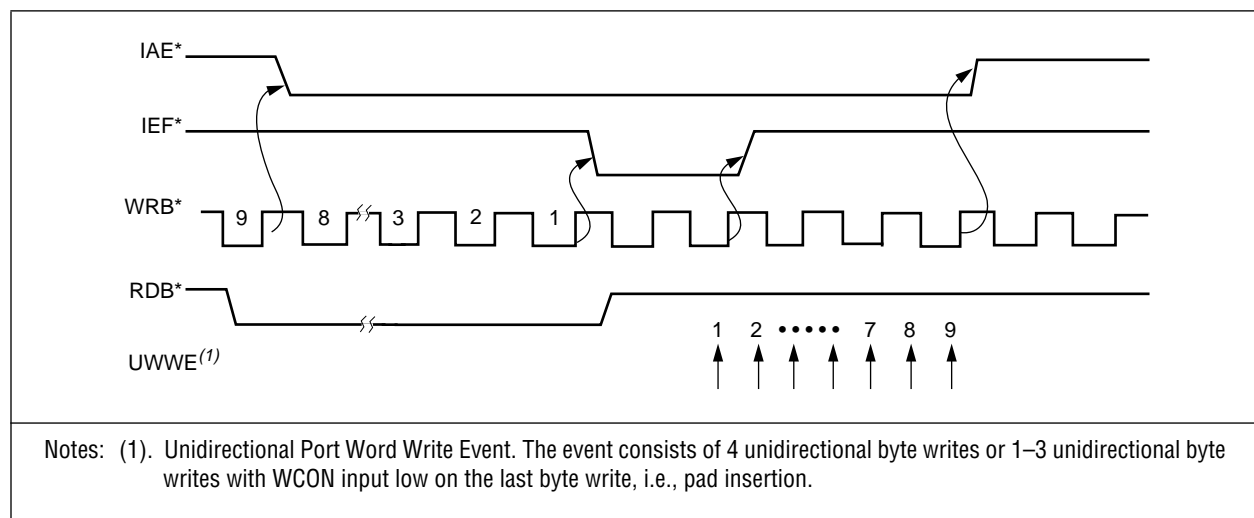 IAE*
IEF*
WRB* 9 8 3 2 1
RDB*
1 2 ••••• 7 8 9
UWWE(1)
Notes: (1). Unidirectional Port Word Write Event. The event consists of 4 unidirectional byte writes or 1–3 unidirectional byte
writes with WCON input low on the last byte write, i.e., pad insertion.